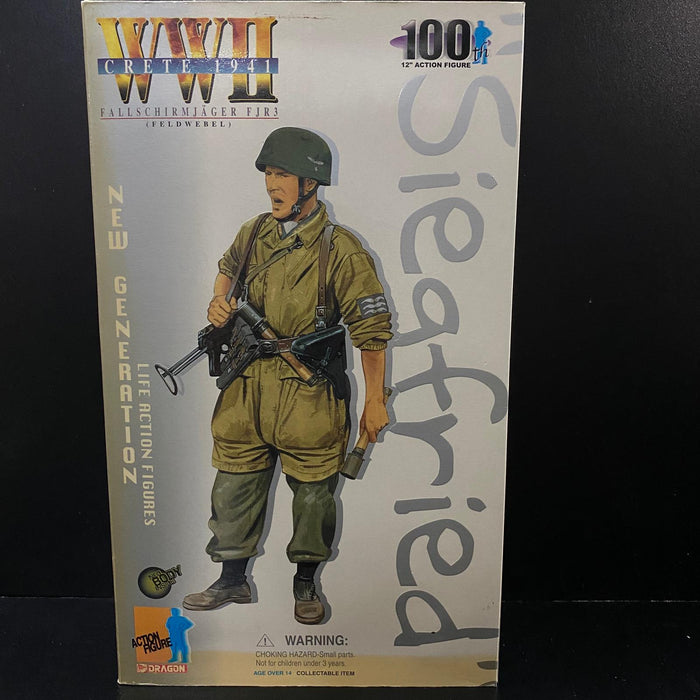 WWII
CRETE 1941
FALLSCHIRMJÄGER FJR3
(FELDWEBEL)
100th
12" ACTION FIGURE
"Siegfried"
NEW GENERATION
LIFE ACTION FIGURES
BODY
ACTION
FIGURE
DRAGON
WARNING:
CHOKING HAZARD-Small parts.
Not for children under 3 years.
AGE OVER 14 COLLECTABLE ITEM